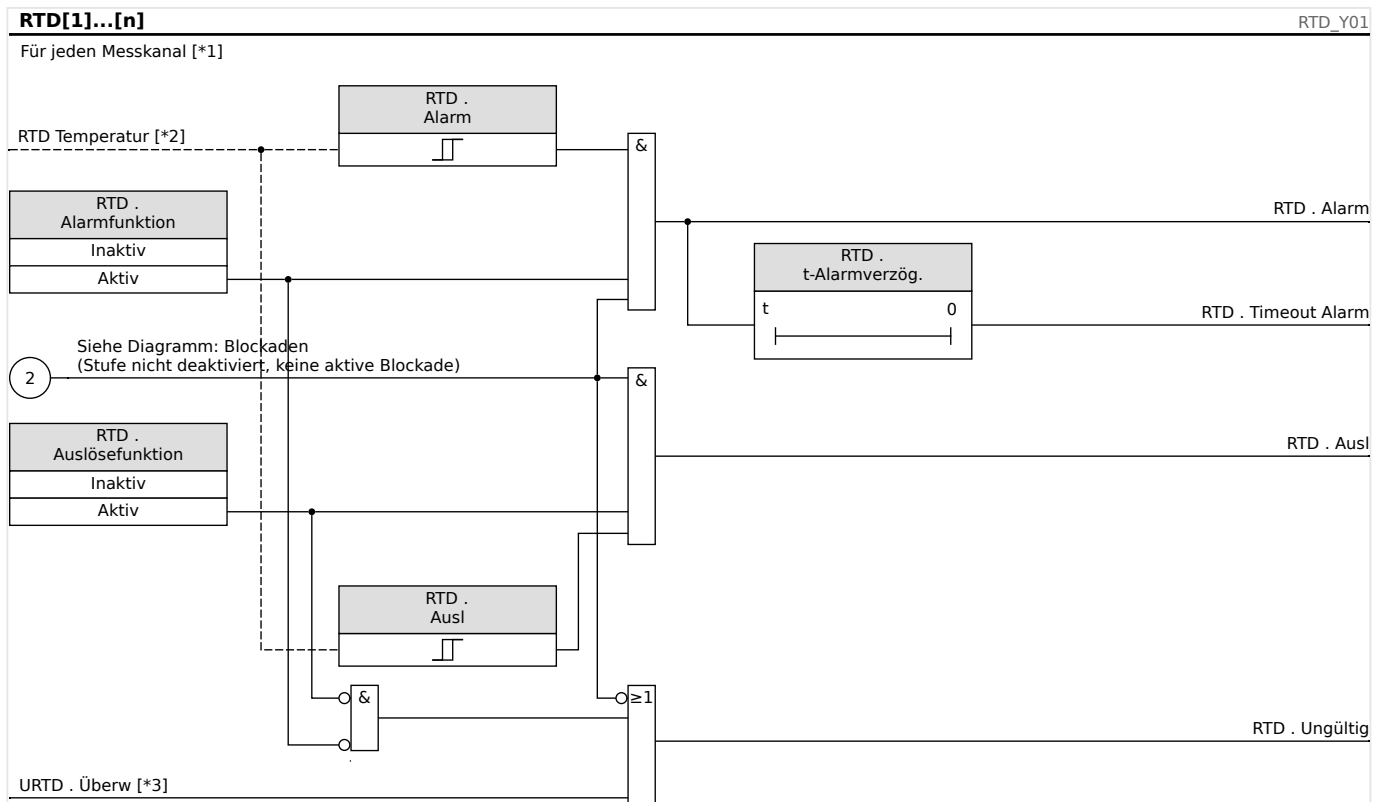 RTD[1]...[n]
RTD_Y01
Für jeden Messkanal [*1]
RTD .
Alarm
RTD Temperatur [*2]
&
RTD .
Alarmfunktion
Inaktiv
Aktiv
RTD . Alarm
RTD .
t-Alarmverzög.
t 0
RTD . Timeout Alarm
Siehe Diagramm: Blockaden
(Stufe nicht deaktiviert, keine aktive Blockade)
2
&
RTD .
Auslösefunktion
Inaktiv
Aktiv
RTD . Ausl
RTD .
Ausl
&
≥1
RTD . Ungültig
URTD . Überw [*3]